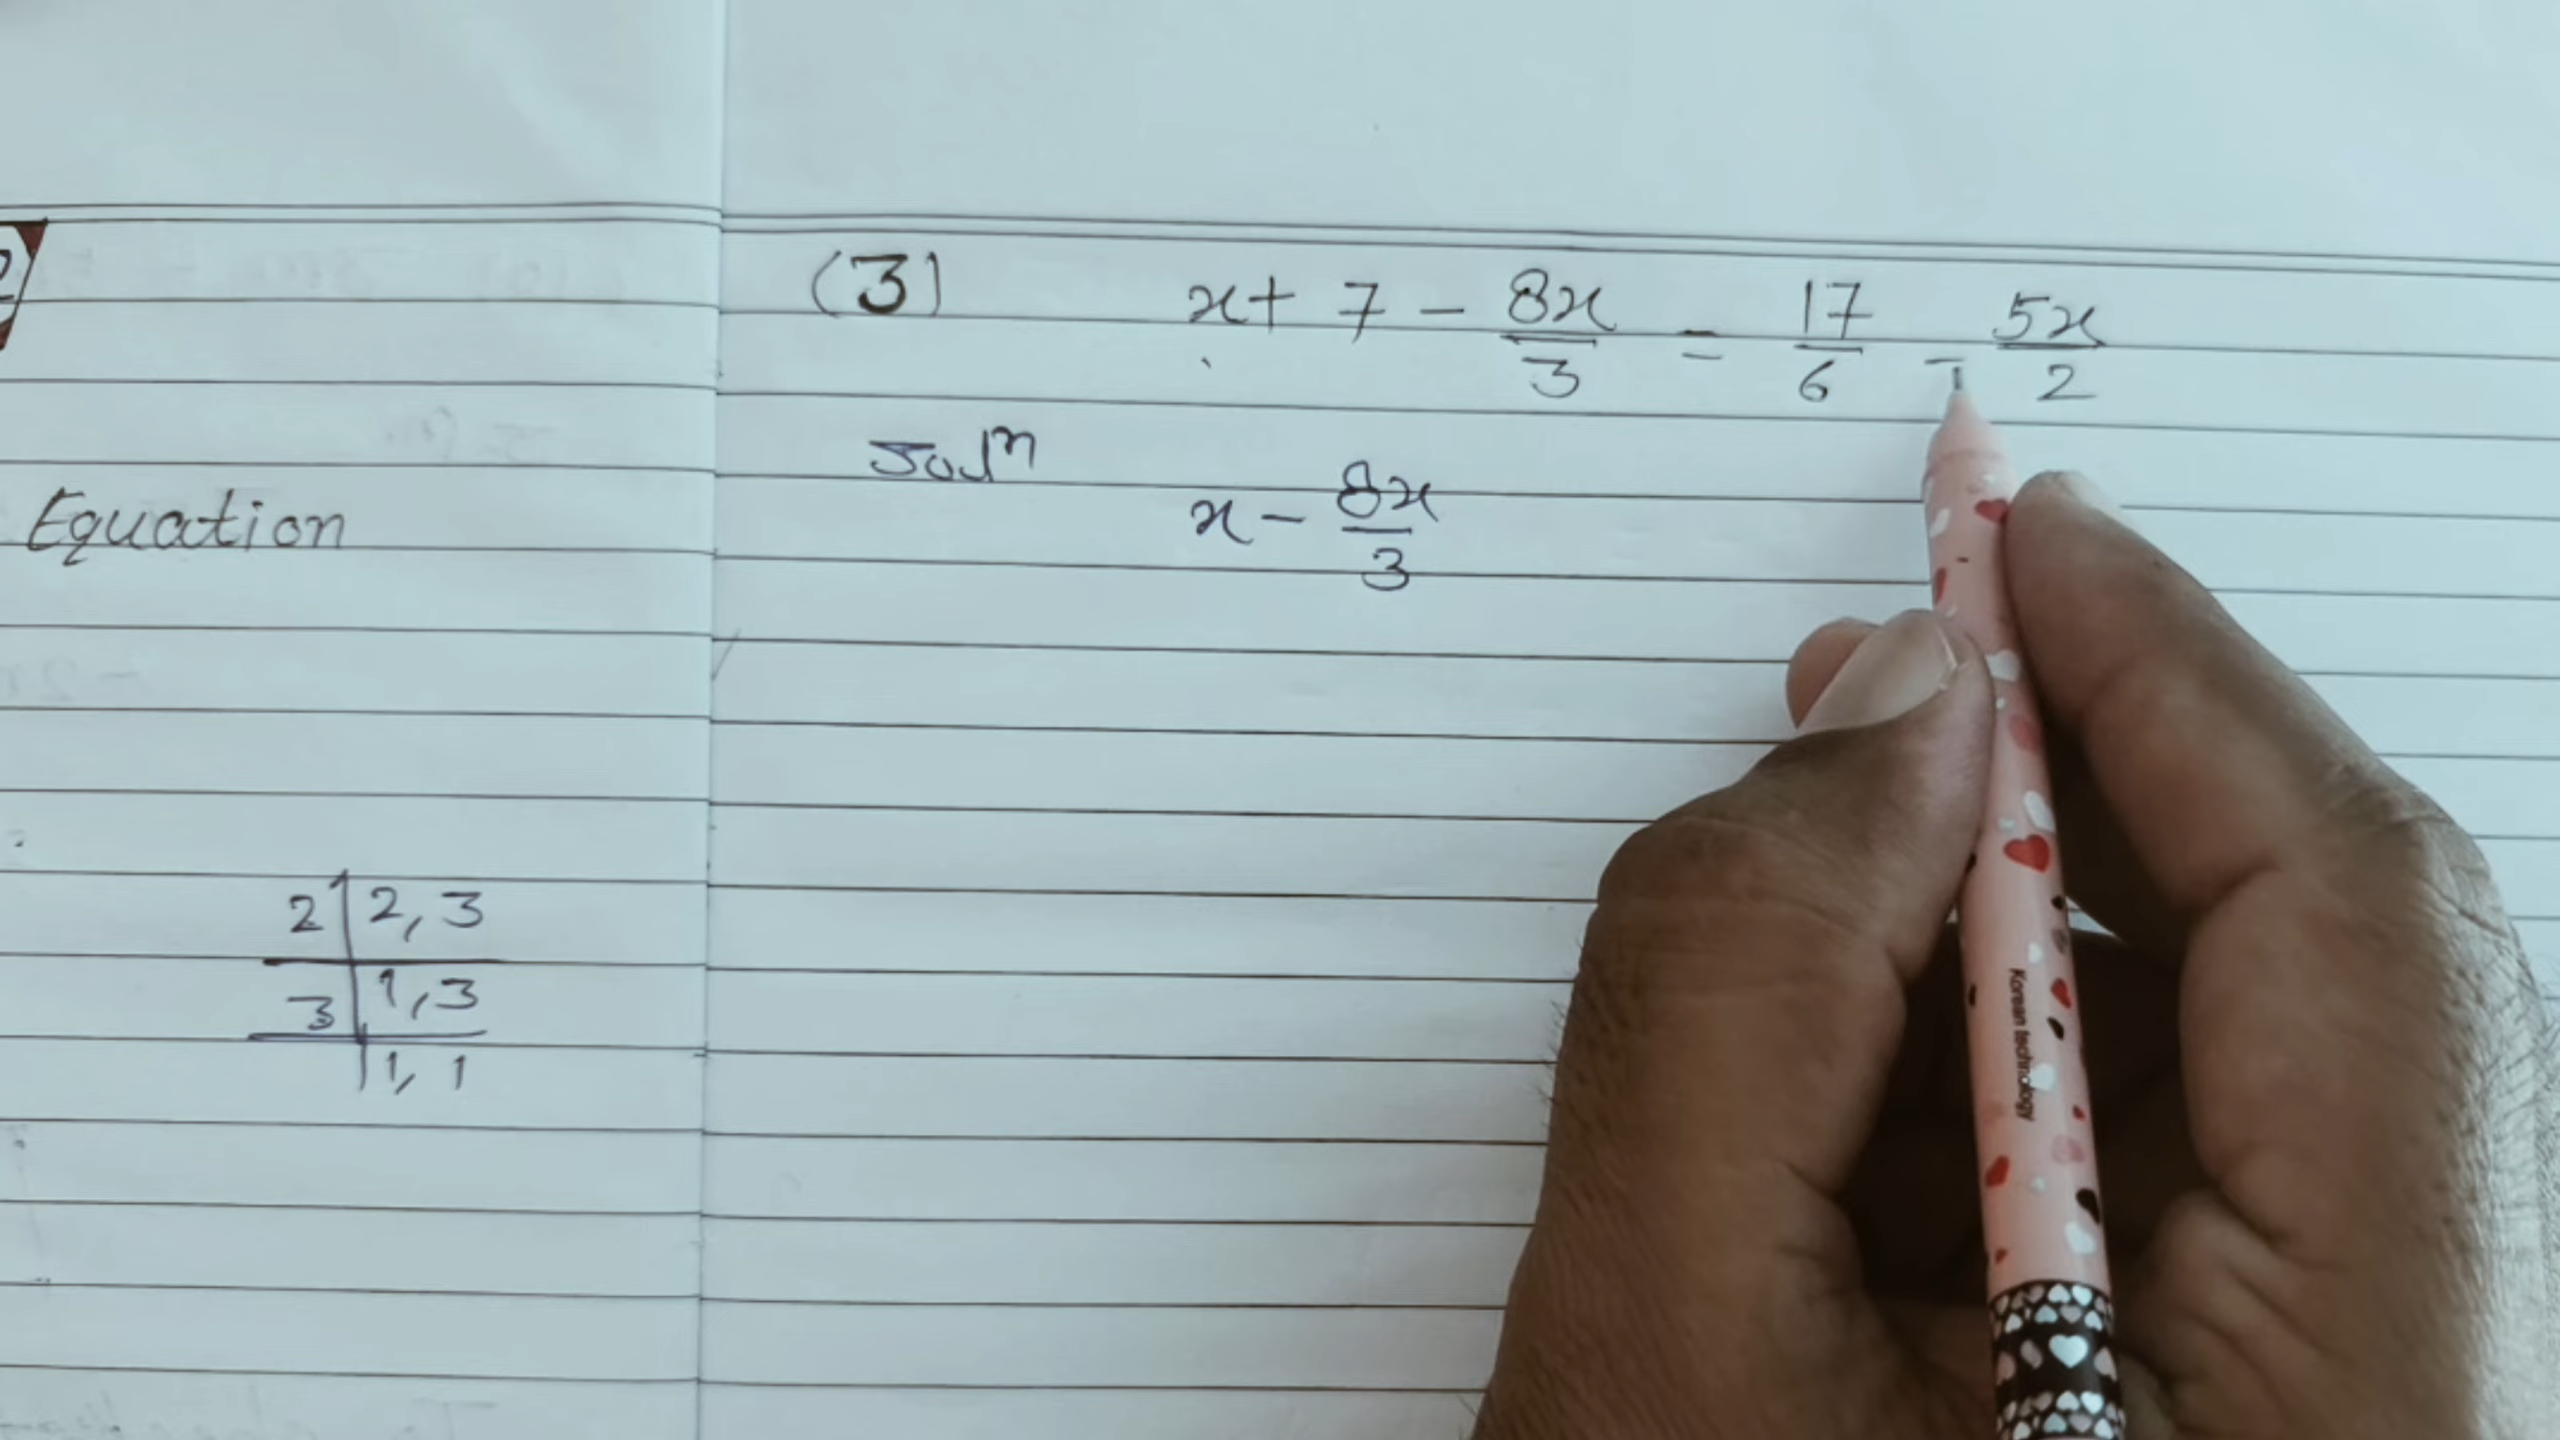 Equation
2 | 2, 3
3 | 1, 3
| 1, 1
(3) x + 7 - 8x/3 = 17/6 - 5x/2
Solⁿ
x - 8x/3
Korean technology